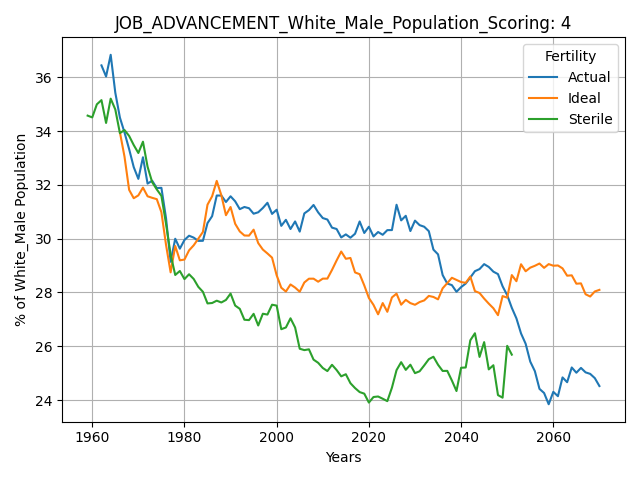 JOB_ADVANCEMENT_White_Male_Population_Scoring: 4
% of White_Male Population
36
34
32
30
28
26
24
Fertility
Actual
Ideal
Sterile
1960
1980
2000
2020
2040
2060
Years